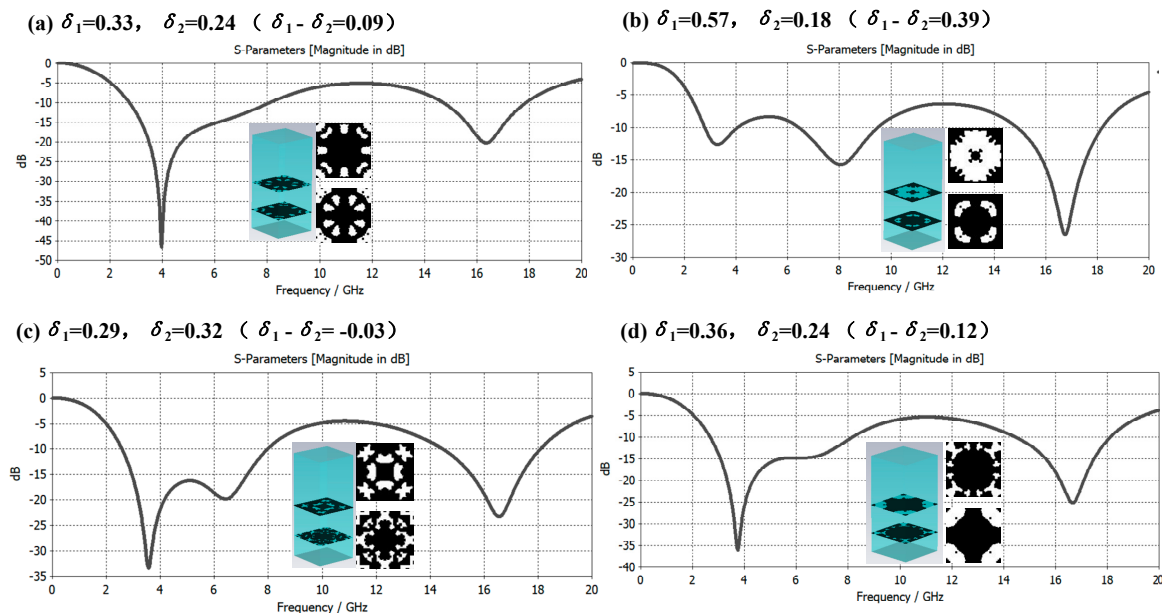 (a) δ1=0.33, δ2=0.24 ( δ1 - δ2=0.09)
S-Parameters [Magnitude in dB]
0
-5
-10
-15
-20
-25
-30
-35
-40
-45
-50
dB
0 2 4 6 8 10 12 14 16 18 20
Frequency / GHz
(b) δ1=0.57, δ2=0.18 ( δ1 - δ2=0.39)
S-Parameters [Magnitude in dB]
0
-5
-10
-15
-20
-25
-30
dB
0 2 4 6 8 10 12 14 16 18 20
Frequency / GHz
(c) δ1=0.29, δ2=0.32 ( δ1 - δ2= -0.03)
S-Parameters [Magnitude in dB]
5
0
-5
-10
-15
-20
-25
-30
-35
dB
0 2 4 6 8 10 12 14 16 18 20
Frequency / GHz
(d) δ1=0.36, δ2=0.24 ( δ1 - δ2=0.12)
S-Parameters [Magnitude in dB]
5
0
-5
-10
-15
-20
-25
-30
-35
-40
dB
0 2 4 6 8 10 12 14 16 18 20
Frequency / GHz